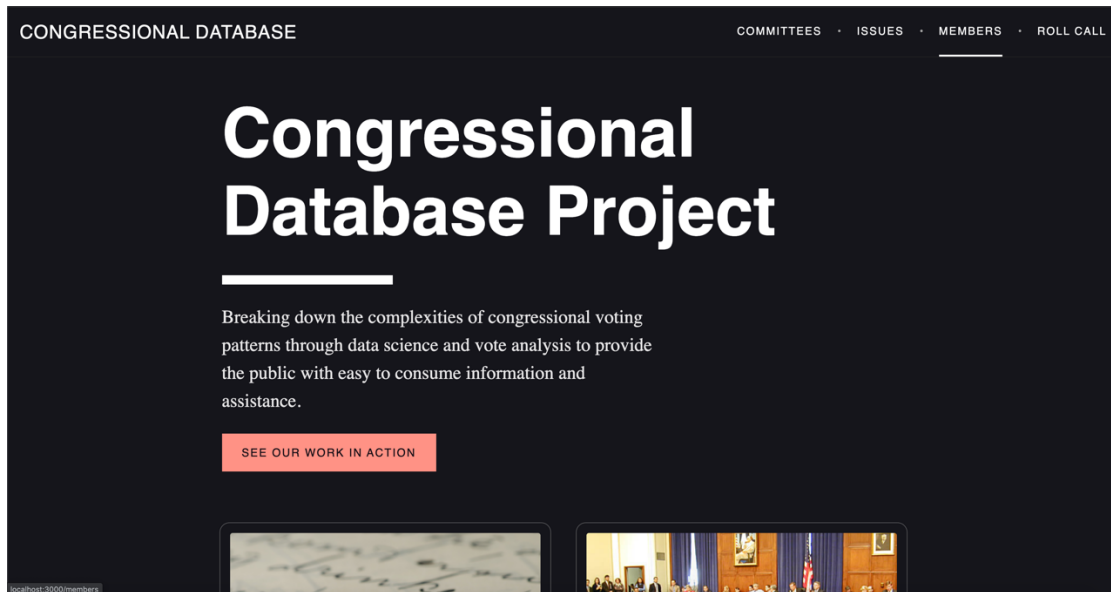 CONGRESSIONAL DATABASE
COMMITTEES • ISSUES • MEMBERS • ROLL CALL
Congressional
Database Project
Breaking down the complexities of congressional voting
patterns through data science and vote analysis to provide
the public with easy to consume information and
assistance.
SEE OUR WORK IN ACTION
localhost:3000/members